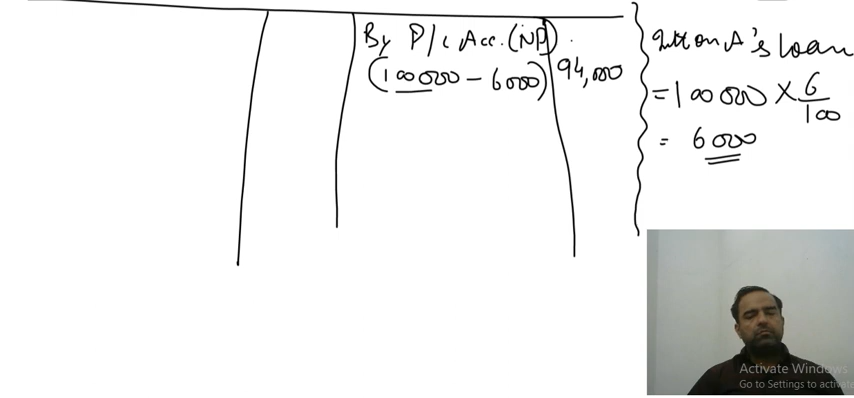 By P/L Acc. (NP)
(100000 - 6000) 94,000
Intt on A's loan
= 100000 × 6/100
= 6000
Activate Windows
Go to Settings to activate